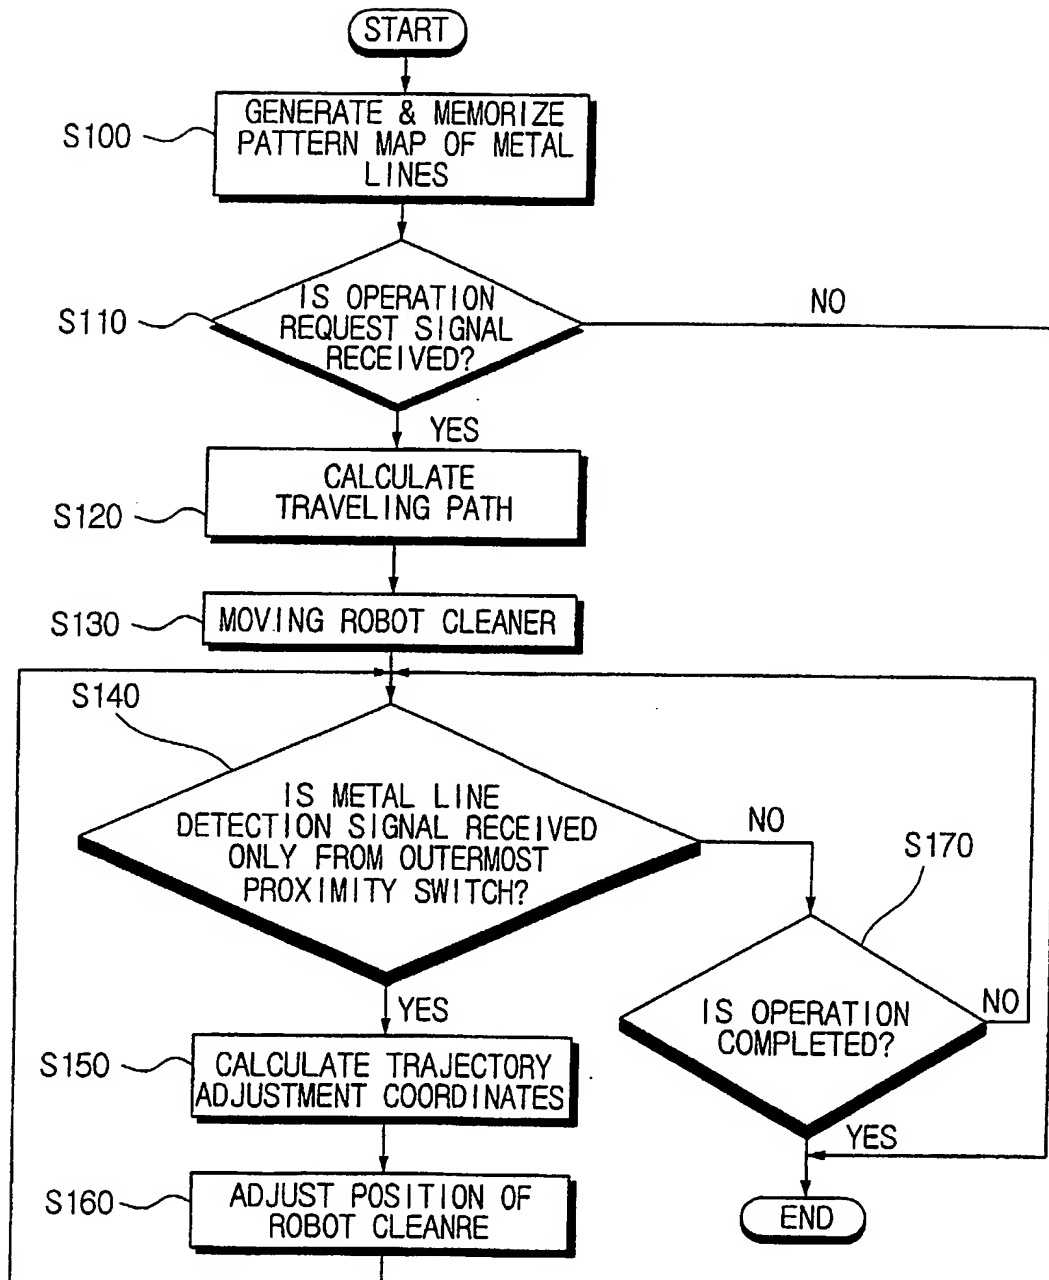 START
S100
GENERATE & MEMORIZE
PATTERN MAP OF METAL
LINES
S110
IS OPERATION
REQUEST SIGNAL
RECEIVED?
NO
YES
S120
CALCULATE
TRAVELING PATH
S130
MOVING ROBOT CLEANER
S140
IS METAL LINE
DETECTION SIGNAL RECEIVED
ONLY FROM OUTERMOST
PROXIMITY SWITCH?
NO
S170
YES
IS OPERATION
COMPLETED?
NO
S150
CALCULATE TRAJECTORY
ADJUSTMENT COORDINATES
YES
S160
ADJUST POSITION OF
ROBOT CLEANRE
END